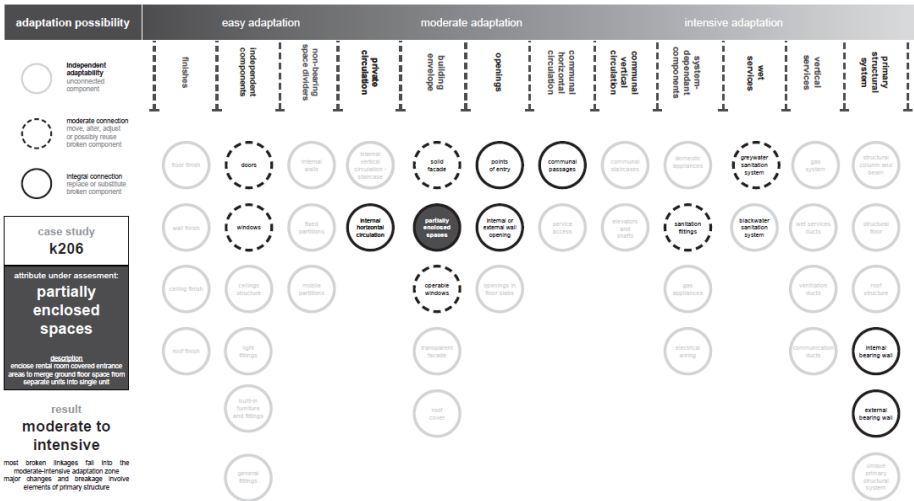 adaptation possibility
easy adaptation
moderate adaptation
intensive adaptation
Independent
adaptability
unconnected
component
moderate connection
move, alter, adjust
or possibly reuse
broken component
integral connection
replace or substitute
broken component
case study
k206
attribute under assesment:
partially
enclosed
spaces
description
enclose rental room covered entrance
areas to merge ground floor space from
separate units into single unit
result
moderate to
intensive
most broken linkages fall into the
moderate-intensive adaptation zone
major changes and breakage involve
elements of primary structure
finishes
independent
components
non-bearing
space dividers
private
circulation
building
envelope
openings
communal
horizontal
circulation
communal
vertical
circulation
system-
dependant
components
wet
services
vertical
services
primary
structural
system
floor finish
doors
internal
walls
internal
vertical
circulation -
staircase
solid
facade
points
of entry
communal
passages
communal
staircases
domestic
appliances
greywater
sanitation
system
gas
system
structural
column and
beam
wall finish
windows
fixed
partitions
internal
horizontal
circulation
partially
enclosed
spases
internal or
external wall
opening
service
access
elevators
and
shafts
sanitation
fittings
blackwater
sanitation
system
wet services
ducts
structural
floor
ceiling finish
ceilings
structure
mobile
partitions
operable
windows
openings in
floor slabs
gas
appliances
ventilation
ducts
roof
structure
roof finish
light
fittings
transparent
facade
electrical
wiring
communication
ducts
internal
bearing wall
built-in
furniture
and fittings
roof
cover
external
bearing wall
general
fittings
unique
primary
structural
system